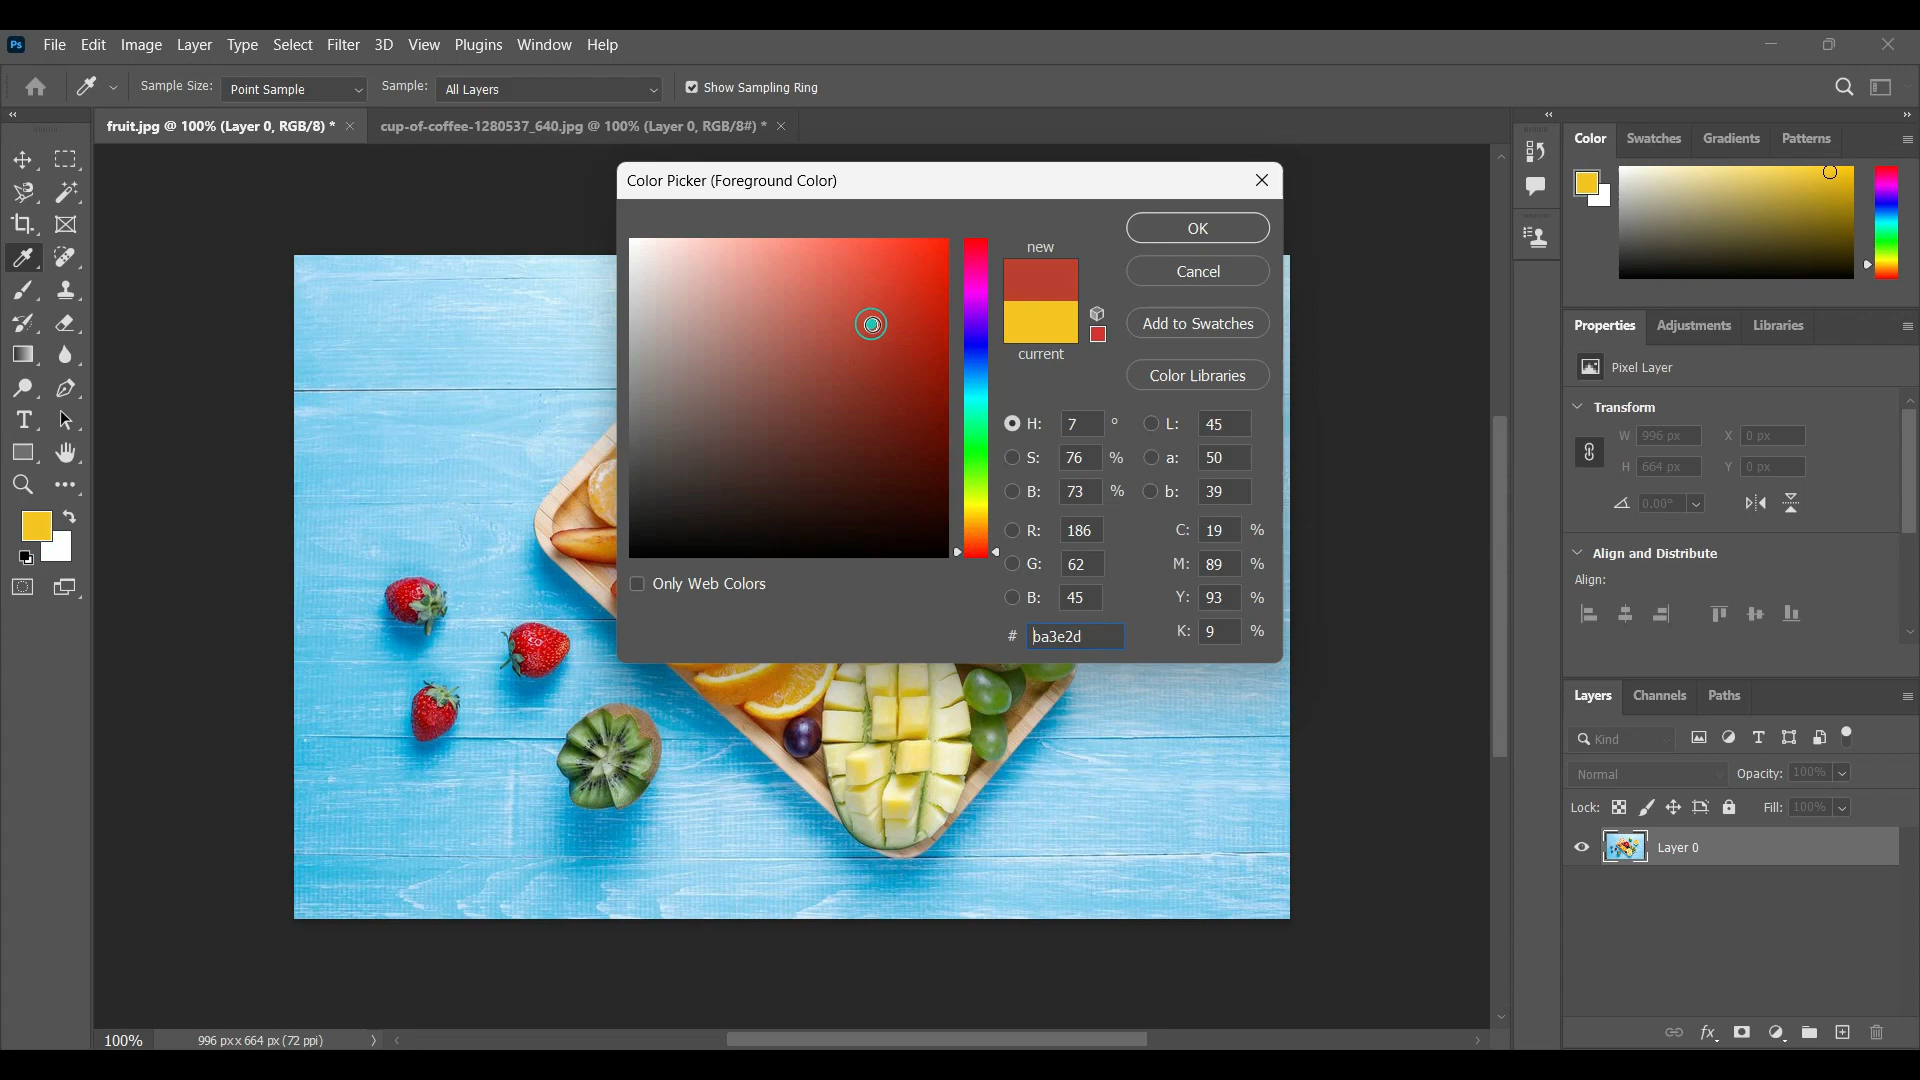 Ps File Edit Image Layer Type Select Filter 3D View Plugins Window Help
Sample Size: Point Sample Sample: All Layers Show Sampling Ring
fruit.jpg @ 100% (Layer 0, RGB/8) * cup-of-coffee-1280537_640.jpg @ 100% (Layer 0, RGB/8#) *
Color Swatches Gradients Patterns
Color Picker (Foreground Color)
new
current
OK
Cancel
Add to Swatches
Color Libraries
H: 7 ° L: 45
S: 76 % a: 50
B: 73 % b: 39
R: 186 C: 19 %
G: 62 M: 89 %
B: 45 Y: 93 %
# ba3e2d K: 9 %
Only Web Colors
Properties Adjustments Libraries
Pixel Layer
Transform
W 996 px X 0 px
H 664 px Y 0 px
0.00°
Align and Distribute
Align:
Layers Channels Paths
Kind
Normal Opacity: 100%
Lock: Fill: 100%
Layer 0
fx
100% 996 px x 664 px (72 ppi)